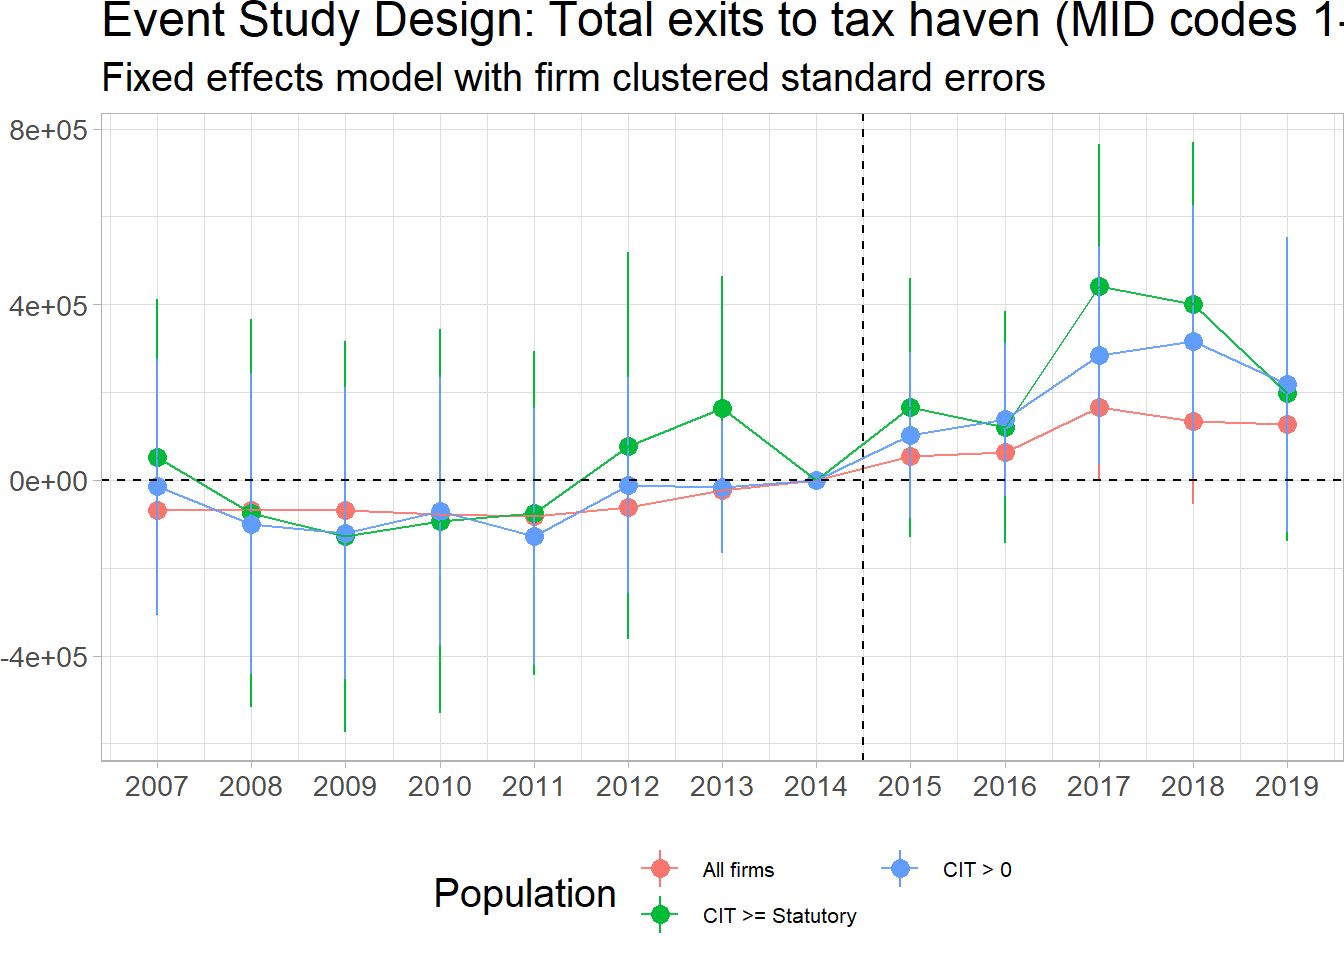 Event Study Design: Total exits to tax haven (MID codes 1-
Fixed effects model with firm clustered standard errors
8e+05
4e+05
0e+00
-4e+05
2007 2008 2009 2010 2011 2012 2013 2014 2015 2016 2017 2018 2019
Population
All firms
CIT > 0
CIT >= Statutory